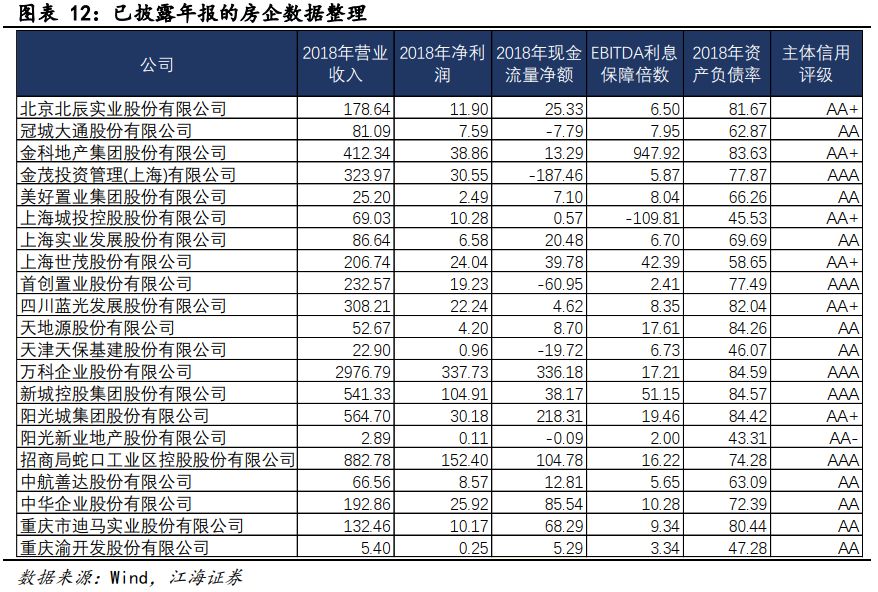 图表 12：已披露年报的房企数据整理
公司 2018年营业收入 2018年净利润 2018年现金流量净额 EBITDA利息保障倍数 2018年资产负债率 主体信用评级
北京北辰实业股份有限公司 178.64 11.90 25.33 6.50 81.67 AA+
冠城大通股份有限公司 81.09 7.59 -7.79 7.95 62.87 AA
金科地产集团股份有限公司 412.34 38.86 13.29 947.92 83.63 AA+
金茂投资管理(上海)有限公司 323.97 30.55 -187.46 5.87 77.87 AAA
美好置业集团股份有限公司 25.20 2.49 7.10 8.04 66.26 AA
上海城投控股股份有限公司 69.03 10.28 0.57 -109.81 45.53 AA+
上海实业发展股份有限公司 86.64 6.58 20.48 6.70 69.69 AA
上海世茂股份有限公司 206.74 24.04 39.78 42.39 58.65 AA+
首创置业股份有限公司 232.57 19.23 -60.95 2.41 77.49 AAA
四川蓝光发展股份有限公司 308.21 22.24 4.62 8.35 82.04 AA+
天地源股份有限公司 52.67 4.20 8.70 17.61 84.26 AA
天津天保基建股份有限公司 22.90 0.96 -19.72 6.73 46.07 AA
万科企业股份有限公司 2976.79 337.73 336.18 17.21 84.59 AAA
新城控股集团股份有限公司 541.33 104.91 38.17 51.15 84.57 AAA
阳光城集团股份有限公司 564.70 30.18 218.31 19.46 84.42 AA+
阳光新业地产股份有限公司 2.89 0.11 -0.09 2.00 43.31 AA-
招商局蛇口工业区控股股份有限公司 882.78 152.40 104.78 16.22 74.28 AAA
中航善达股份有限公司 66.56 8.57 12.81 5.65 63.09 AA
中华企业股份有限公司 192.86 25.92 85.54 10.28 72.39 AA
重庆市迪马实业股份有限公司 132.46 10.17 68.29 9.34 80.44 AA
重庆渝开发股份有限公司 5.40 0.25 5.29 3.34 47.28 AA
数据来源：Wind，江海证券